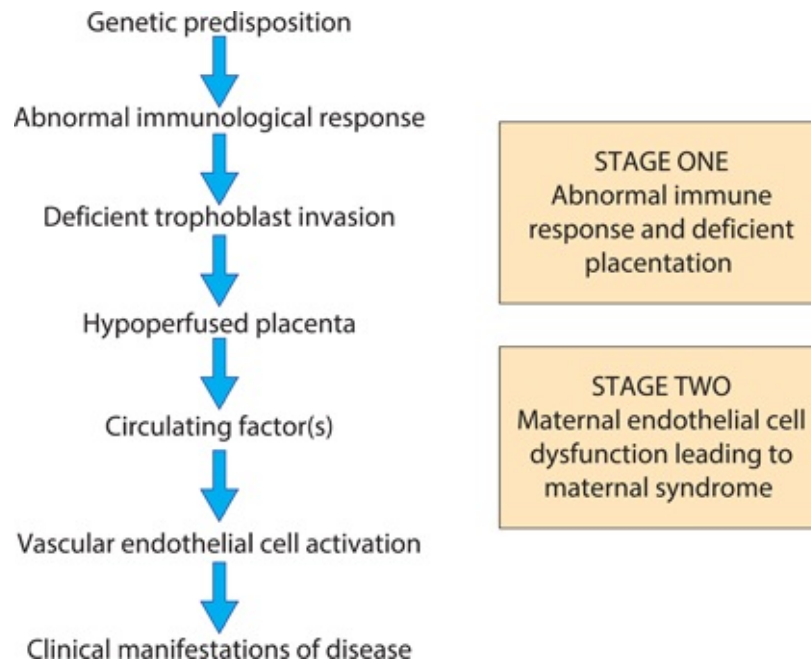 Genetic predisposition
Abnormal immunological response
Deficient trophoblast invasion
Hypoperfused placenta
Circulating factor(s)
Vascular endothelial cell activation
Clinical manifestations of disease
STAGE ONE
Abnormal immune
response and deficient
placentation
STAGE TWO
Maternal endothelial cell
dysfunction leading to
maternal syndrome